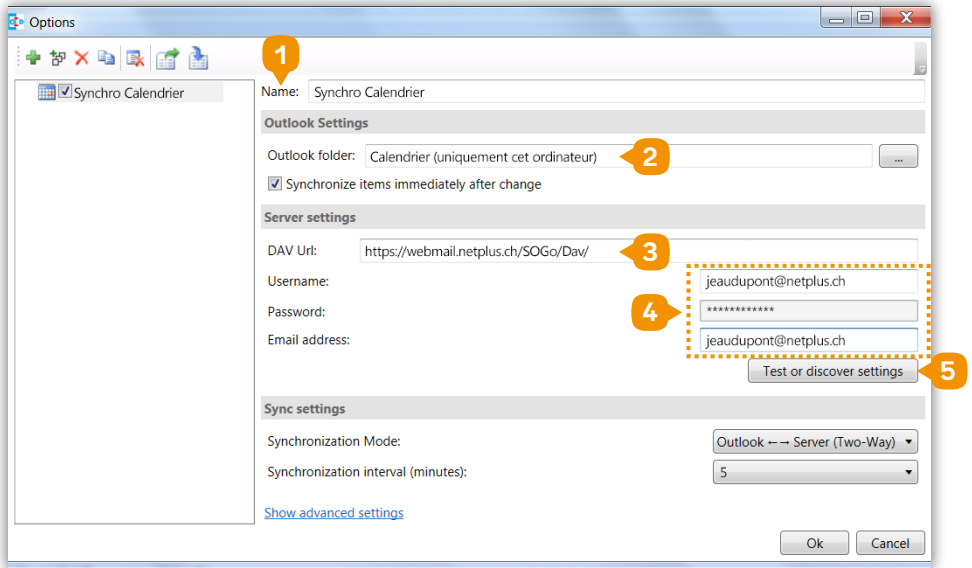 Options
1
Synchro Calendrier
Name: Synchro Calendrier
Outlook Settings
Outlook folder: Calendrier (uniquement cet ordinateur) 2
...
Synchronize items immediately after change
Server settings
DAV Url: https://webmail.netplus.ch/SOGo/Dav/ 3
Username: jeaudupont@netplus.ch
Password: ************
4
Email address: jeaudupont@netplus.ch
Test or discover settings 5
Sync settings
Synchronization Mode: Outlook ←→ Server (Two-Way)
Synchronization interval (minutes): 5
Show advanced settings
Ok Cancel